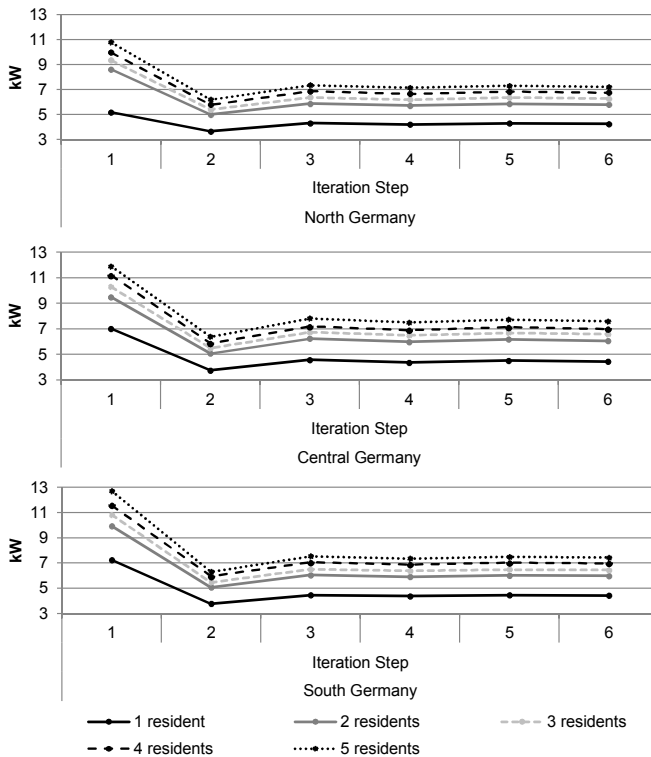 13
11
9
7
5
3
kW
1 2 3 4 5 6
Iteration Step
North Germany
13
11
9
7
5
3
kW
1 2 3 4 5 6
Iteration Step
Central Germany
13
11
9
7
5
3
kW
1 2 3 4 5 6
Iteration Step
South Germany
1 resident 2 residents 3 residents
4 residents 5 residents